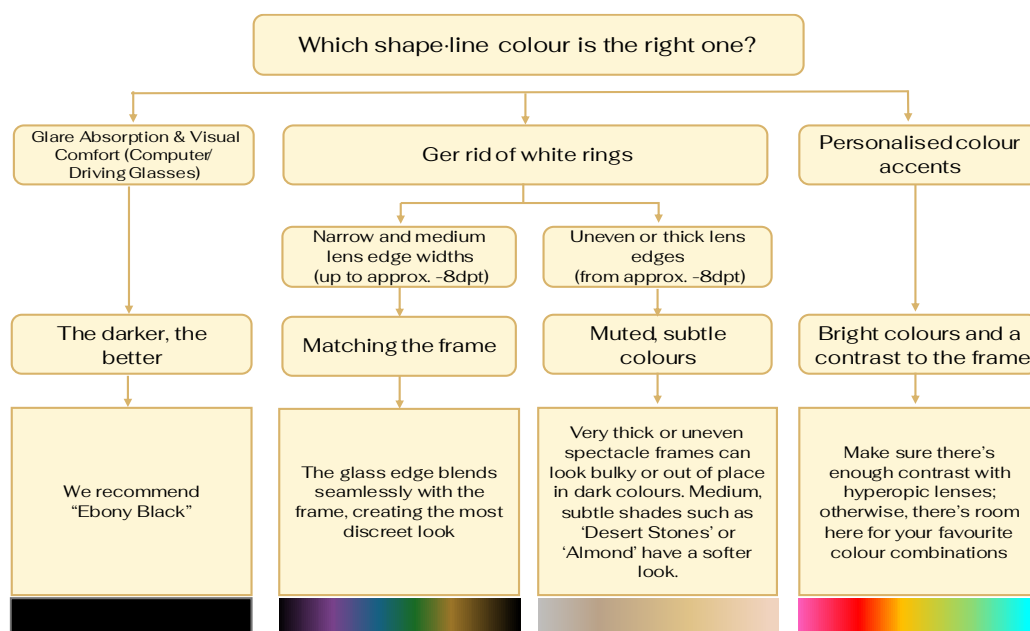 Which shape·line colour is the right one?
Glare Absorption & Visual
Comfort (Computer/
Driving Glasses)
Ger rid of white rings
Personalised colour
accents
Narrow and medium
lens edge widths
(up to approx. -8dpt)
Uneven or thick lens
edges
(from approx. -8dpt)
The darker, the
better
Matching the frame
Muted, subtle
colours
Bright colours and a
contrast to the frame
We recommend
“Ebony Black”
The glass edge blends
seamlessly with the
frame, creating the most
discreet look
Very thick or uneven
spectacle frames can
look bulky or out of place
in dark colours. Medium,
subtle shades such as
‘Desert Stones’ or
‘Almond’ have a softer
look.
Make sure there’s
enough contrast with
hyperopic lenses;
otherwise, there’s room
here for your favourite
colour combinations